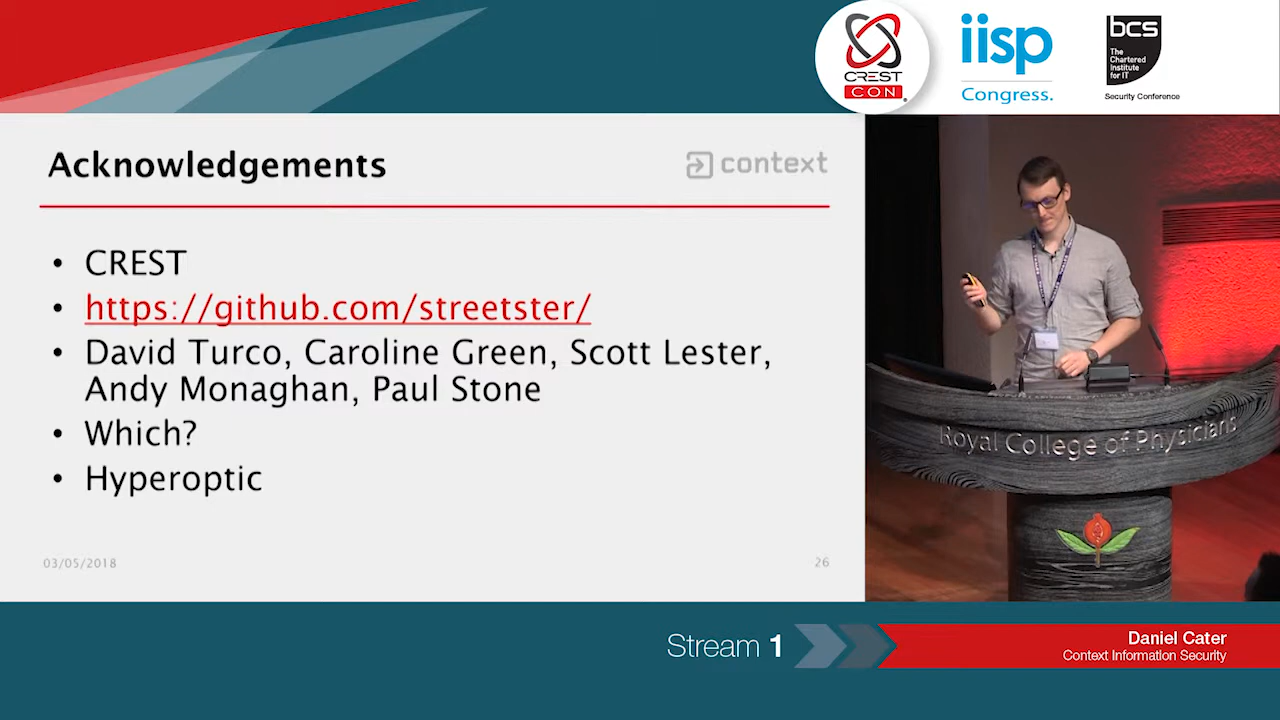 CREST
CON
iisp
Congress.
bcs
The
Chartered
Institute
for IT
Security Conference
Acknowledgements
context
• CREST
• https://github.com/streetster/
• David Turco, Caroline Green, Scott Lester,
Andy Monaghan, Paul Stone
• Which?
• Hyperoptic
03/05/2018
26
Royal College of Physicians
Stream 1
Daniel Cater
Context Information Security